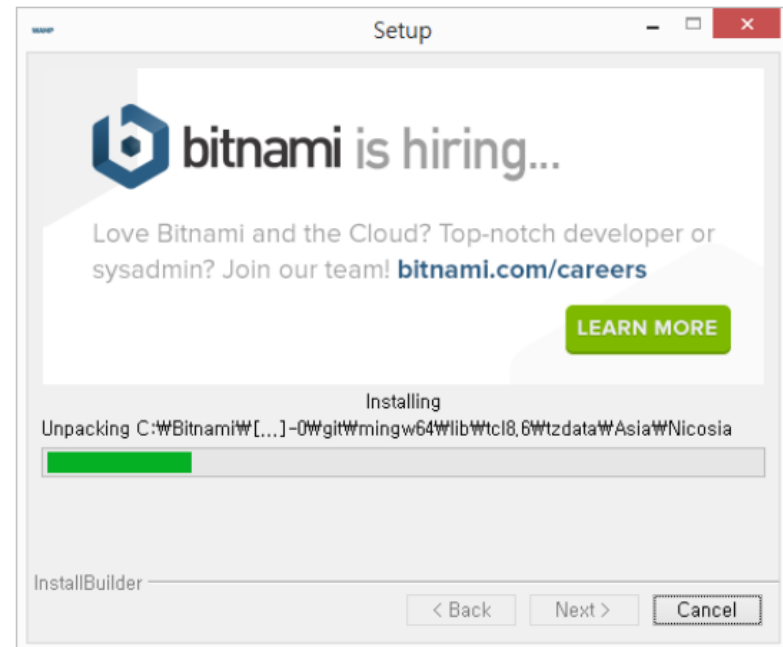 Setup
bitnami is hiring...
Love Bitnami and the Cloud? Top-notch developer or
sysadmin? Join our team! bitnami.com/careers
LEARN MORE
Installing
Unpacking C:₩Bitnami₩[...]-0₩git₩mingw64₩lib₩tcl8.6₩tzdata₩Asia₩Nicosia
InstallBuilder
< Back Next > Cancel